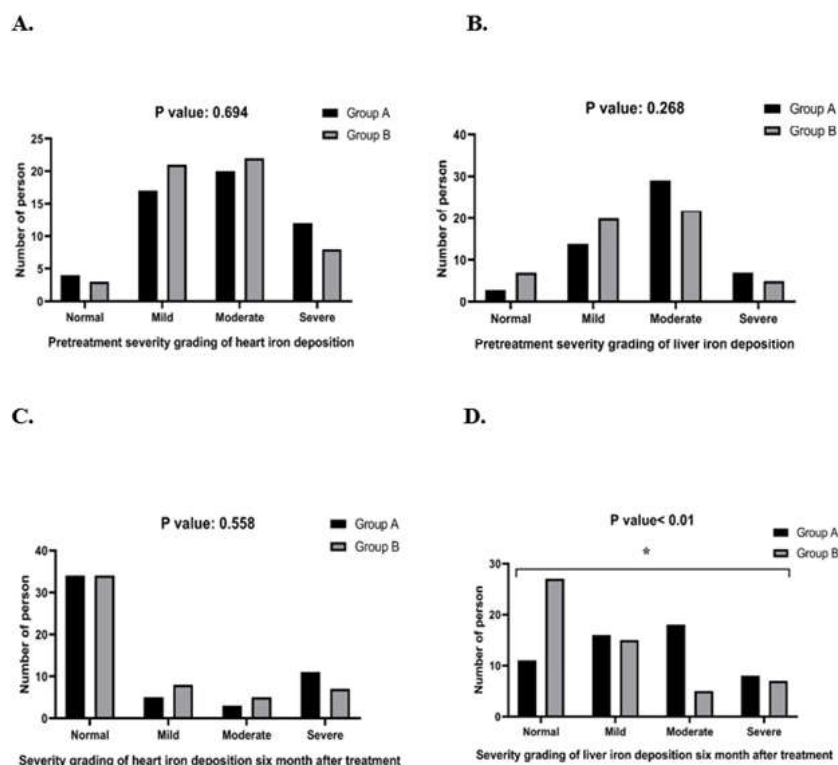 A.
P value: 0.694
Group A
Group B
Number of person
25
20
15
10
5
0
Normal Mild Moderate Severe
Pretreatment severity grading of heart iron deposition
B.
P value: 0.268
Group A
Group B
Number of person
40
30
20
10
0
Normal Mild Moderate Severe
Pretreatment severity grading of liver iron deposition
C.
P value: 0.558
Group A
Group B
Number of person
40
30
20
10
0
Normal Mild Moderate Severe
Severity grading of heart iron deposition six month after treatment
D.
P value< 0.01
Group A
Group B
*
Number of person
30
20
10
0
Normal Mild Moderate Severe
Severity grading of liver iron deposition six month after treatment